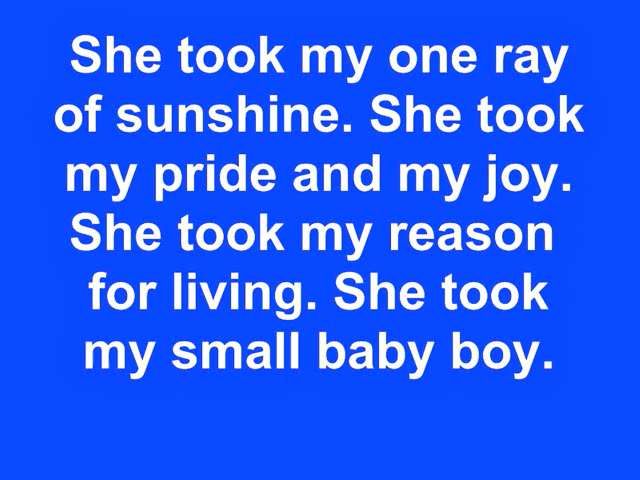 She took my one ray
of sunshine. She took
my pride and my joy.
She took my reason
for living. She took
my small baby boy.